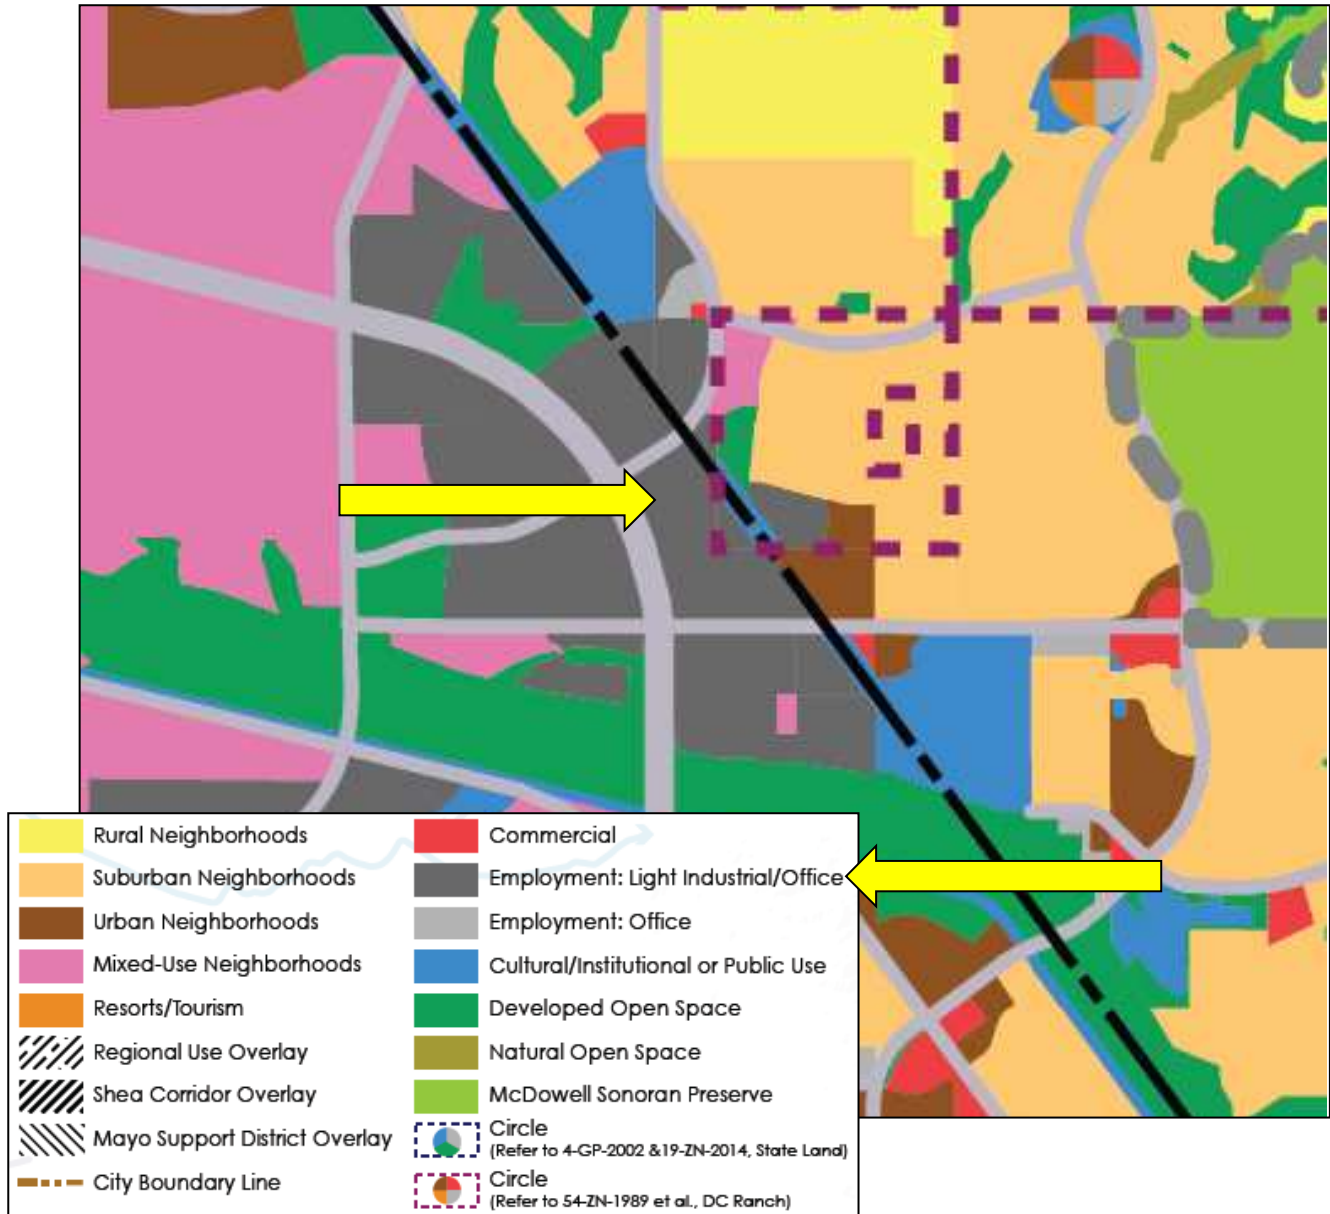 Rural Neighborhoods
Suburban Neighborhoods
Urban Neighborhoods
Mixed-Use Neighborhoods
Resorts/Tourism
Regional Use Overlay
Shea Corridor Overlay
Mayo Support District Overlay
City Boundary Line
Commercial
Employment: Light Industrial/Office
Employment: Office
Cultural/Institutional or Public Use
Developed Open Space
Natural Open Space
McDowell Sonoran Preserve
Circle
(Refer to 4-GP-2002 &19-ZN-2014, State Land)
Circle
(Refer to 54-ZN-1989 et al., DC Ranch)